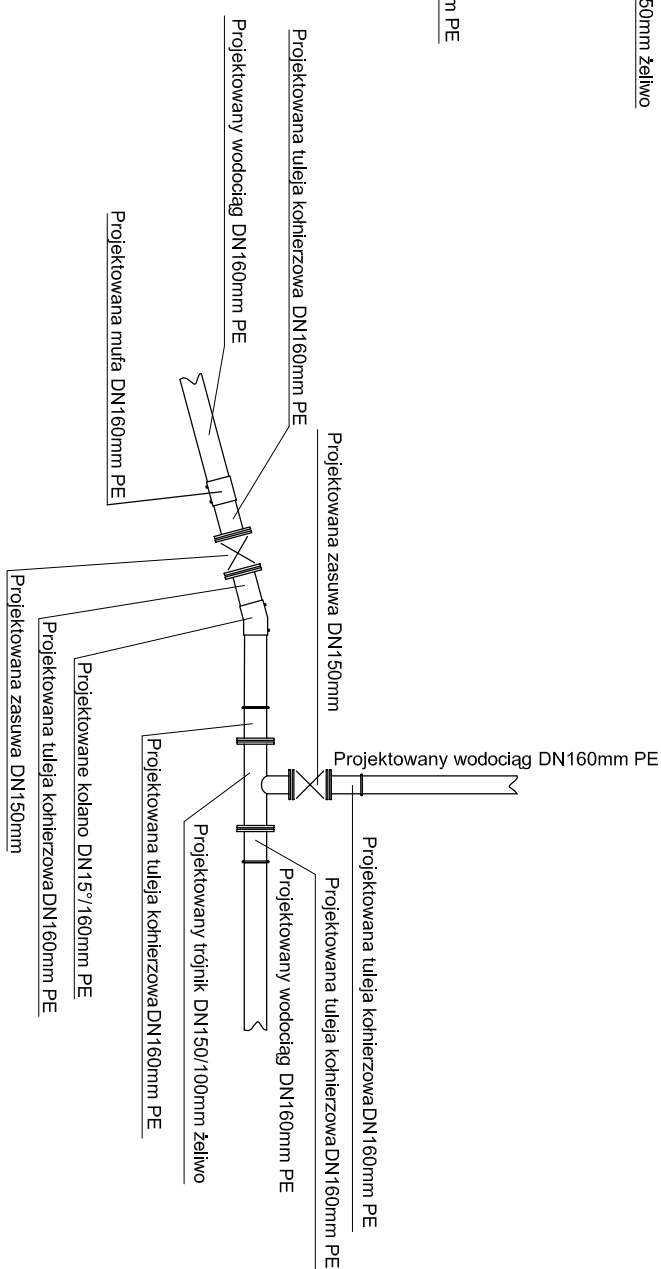 50mm żeliwo
m PE
Projektowana tuleja kołnierzowa DN160mm PE
Projektowany wodociąg DN160mm PE
Projektowana mufa DN160mm PE
Projektowana zasuwa DN150mm
Projektowany wodociąg DN160mm PE
Projektowana tuleja kołnierzowaDN160mm PE
Projektowana tuleja kołnierzowaDN160mm PE
Projektowany wodociąg DN160mm PE
Projektowany trójnik DN150/100mm żeliwo
Projektowana tuleja kołnierzowaDN160mm PE
Projektowane kolano DN15°/160mm PE
Projektowana tuleja kołnierzowaDN160mm PE
Projektowana zasuwa DN150mm